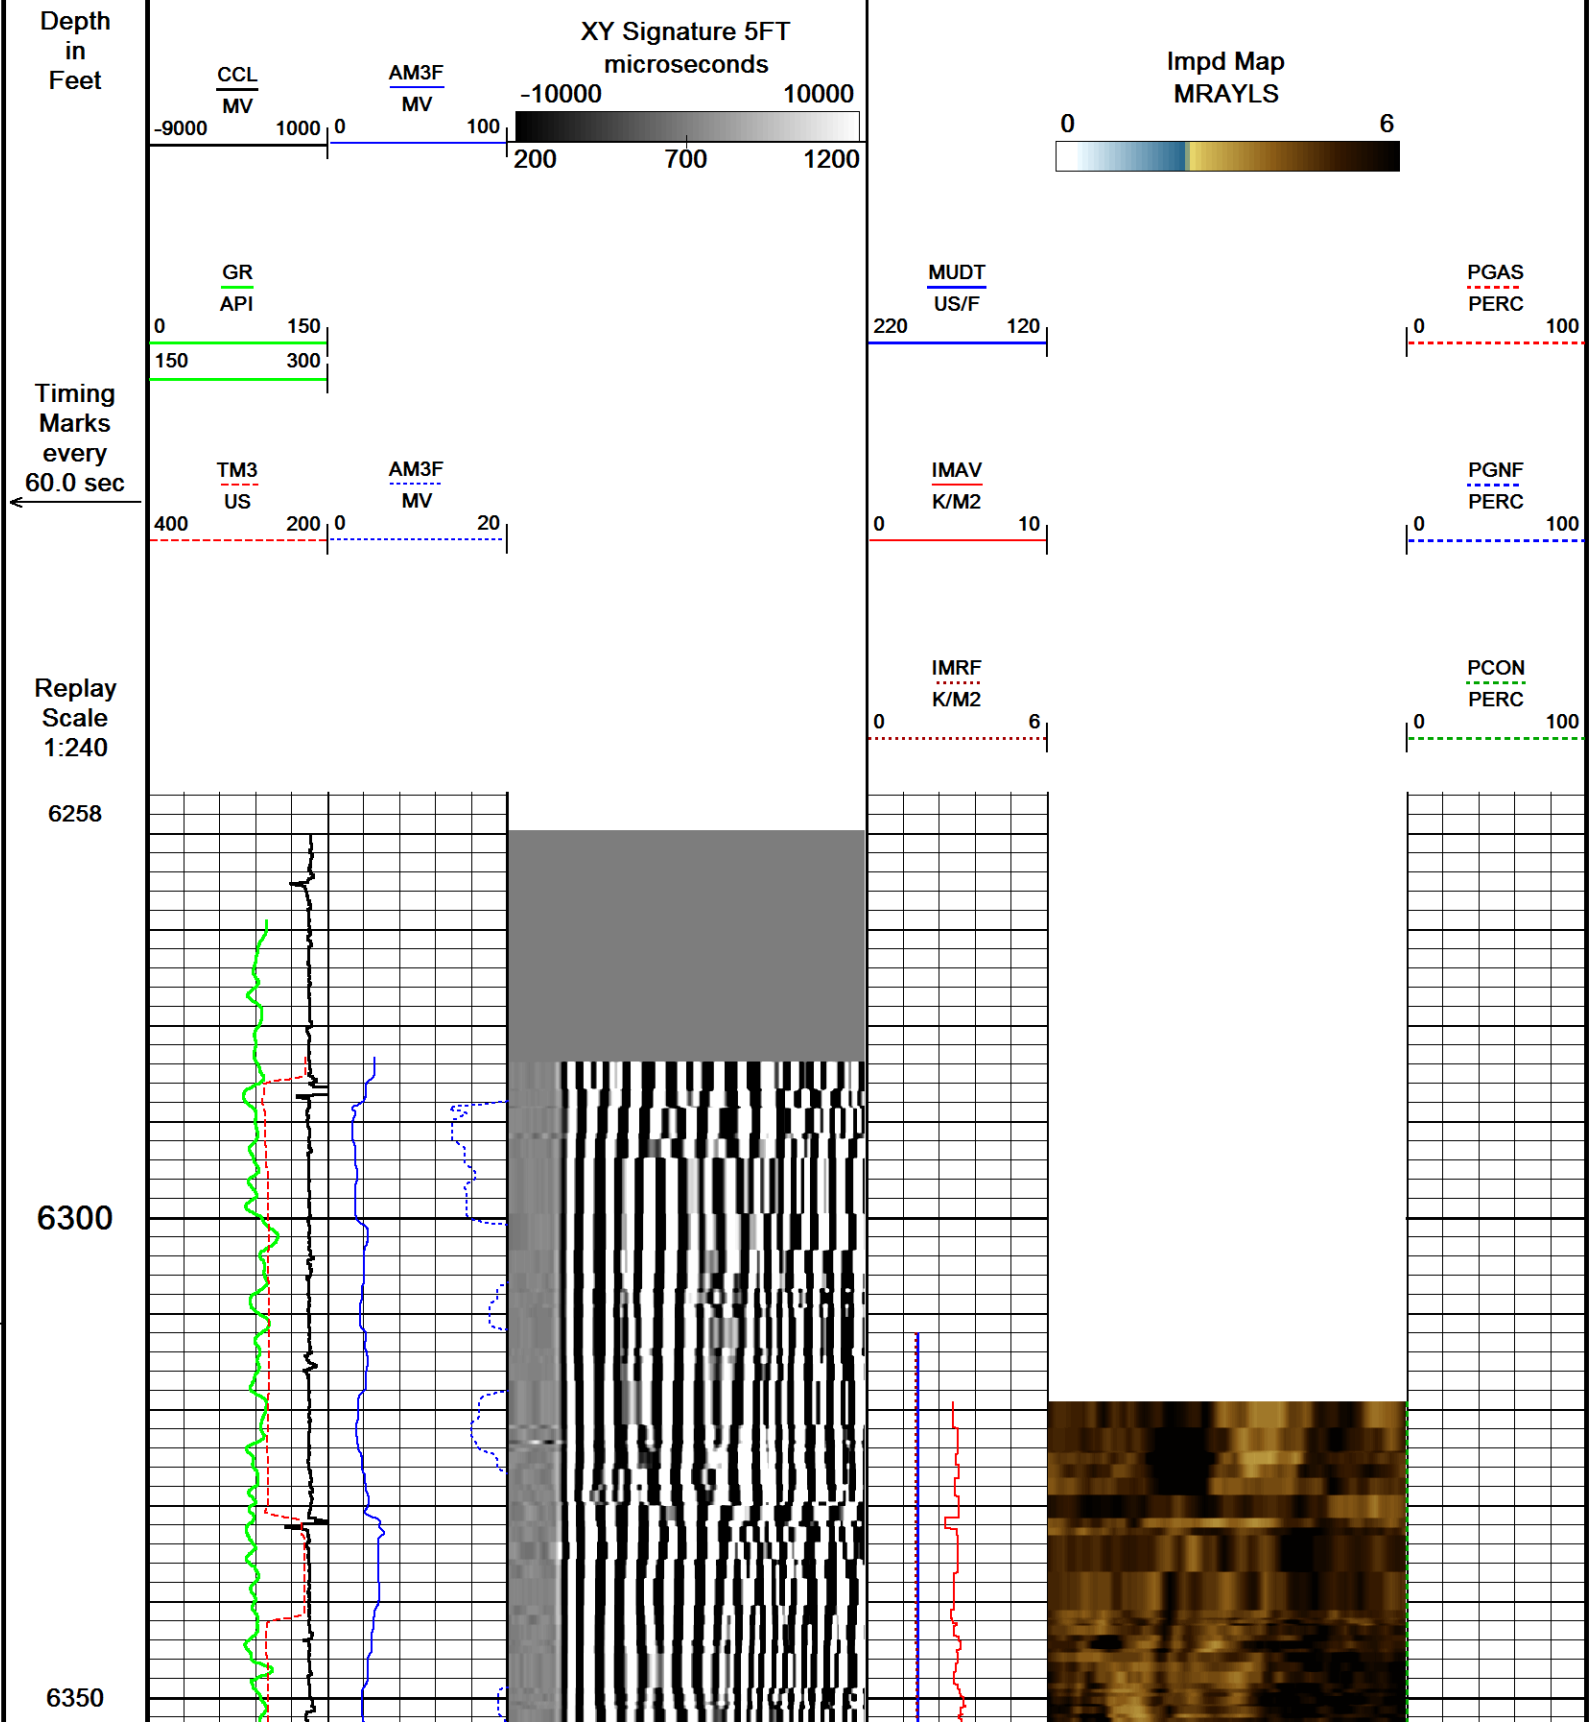 Depth
in
Feet
CCL
MV
-9000 1000
AM3F
MV
0 100
XY Signature 5FT
microseconds
-10000 10000
200 700 1200
Impd Map
MRAYLS
0 6
GR
API
0 150
150 300
MUDT
US/F
220 120
PGAS
PERC
0 100
Timing
Marks
every
60.0 sec
TM3
US
400 200
AM3F
MV
0 20
IMAV
K/M2
0 10
PGNF
PERC
0 100
Replay
Scale
1:240
IMRF
K/M2
0 6
PCON
PERC
0 100
6258
6300
6350